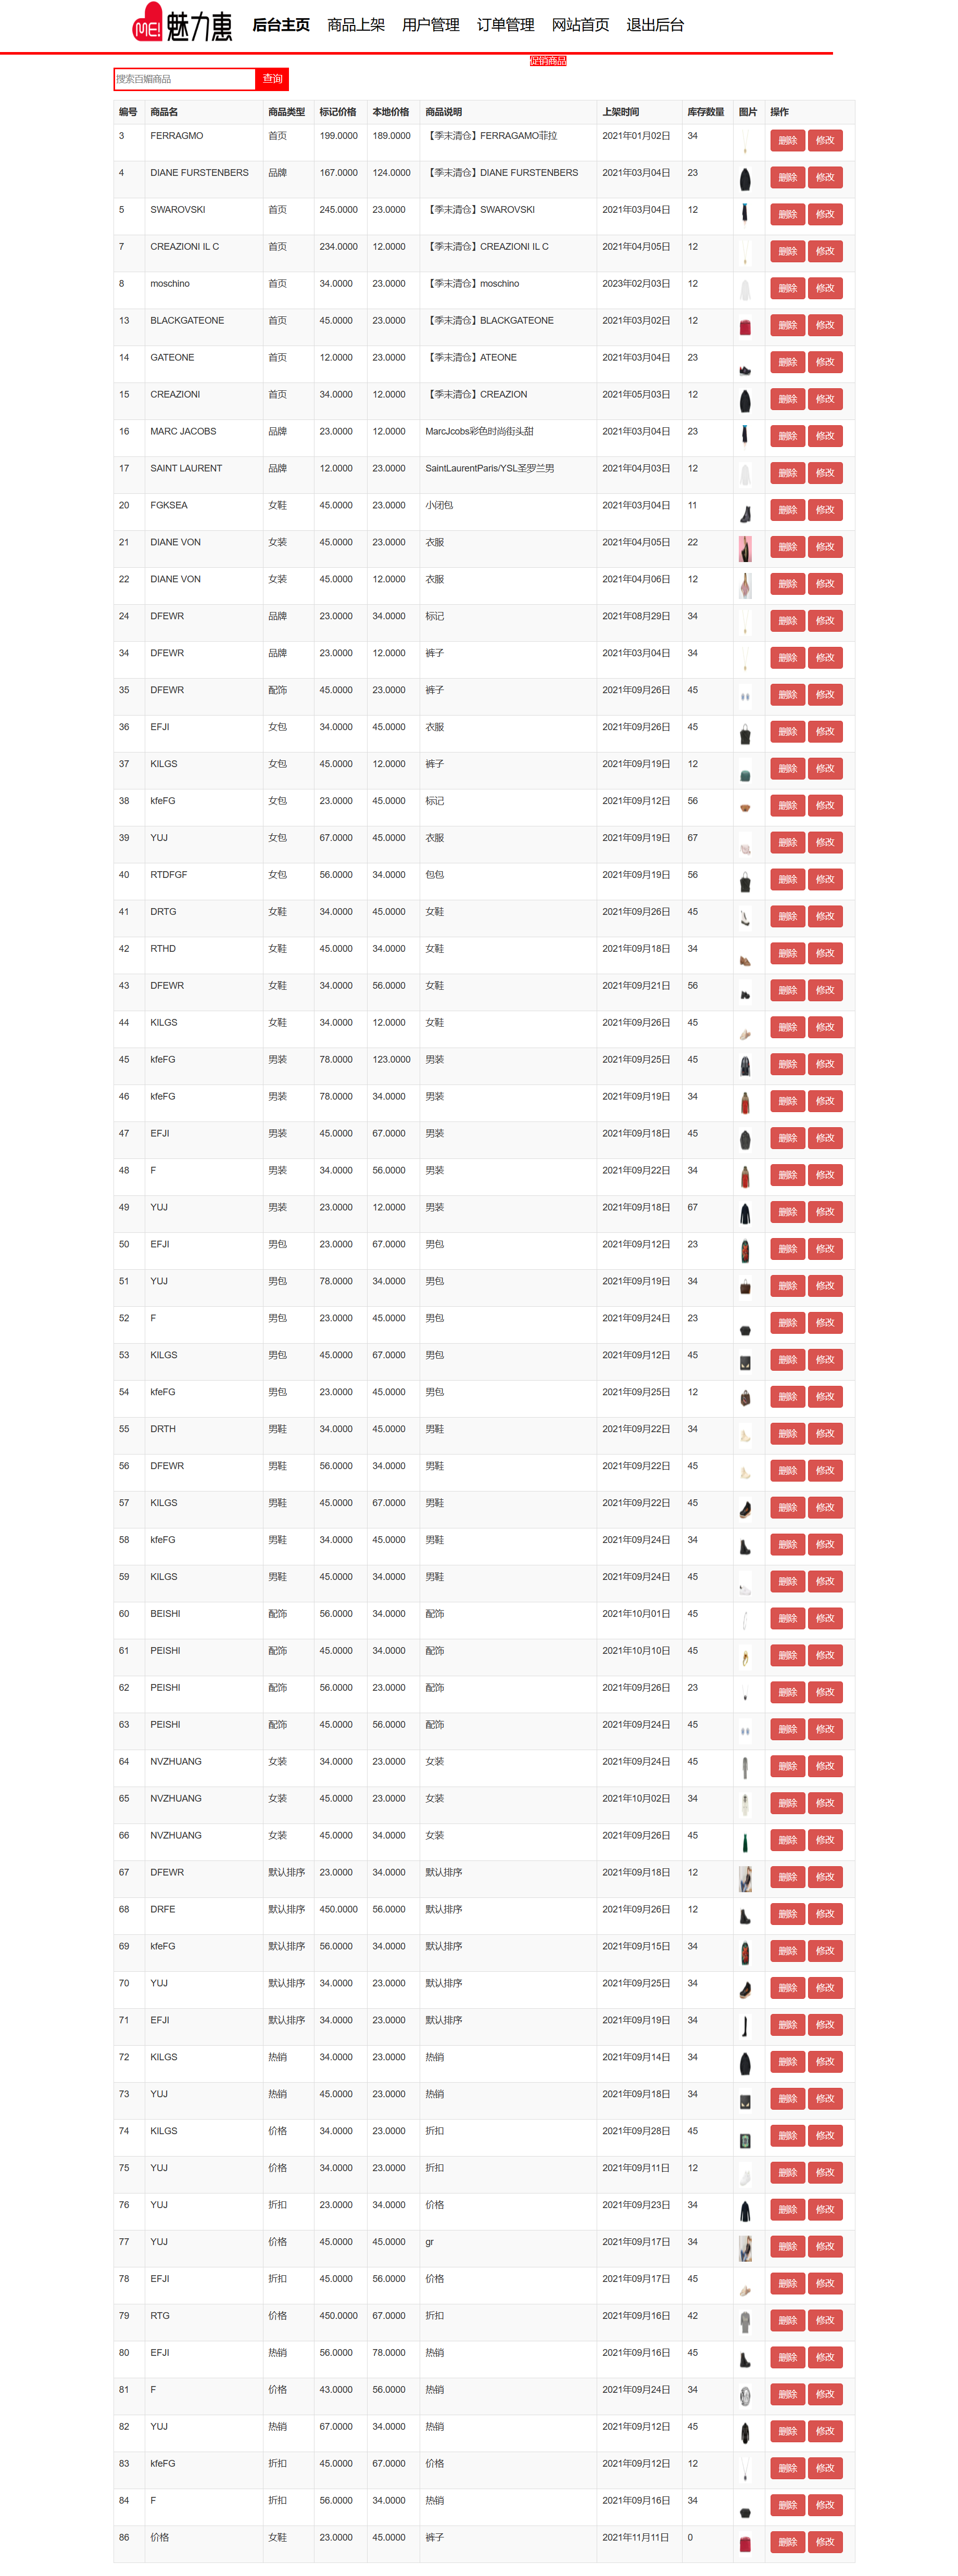 ME! 魅力惠 后台主页 商品上架 用户管理 订单管理 网站首页 退出后台
促销商品
搜索百媚商品 查询
编号 商品名 商品类型 标记价格 本地价格 商品说明 上架时间 库存数量 图片 操作
3 FERRAGMO 首页 199.0000 189.0000 【季末清仓】FERRAGAMO菲拉 2021年01月02日 34 删除 修改
4 DIANE FURSTENBERS 品牌 167.0000 124.0000 【季末清仓】DIANE FURSTENBERS 2021年03月04日 23 删除 修改
5 SWAROVSKI 首页 245.0000 23.0000 【季末清仓】SWAROVSKI 2021年03月04日 12 删除 修改
7 CREAZIONI IL C 首页 234.0000 12.0000 【季末清仓】CREAZIONI IL C 2021年04月05日 12 删除 修改
8 moschino 首页 34.0000 23.0000 【季末清仓】moschino 2023年02月03日 12 删除 修改
13 BLACKGATEONE 首页 45.0000 23.0000 【季末清仓】BLACKGATEONE 2021年03月02日 12 删除 修改
14 GATEONE 首页 12.0000 23.0000 【季末清仓】ATEONE 2021年03月04日 23 删除 修改
15 CREAZIONI 首页 34.0000 12.0000 【季末清仓】CREAZION 2021年05月03日 12 删除 修改
16 MARC JACOBS 品牌 23.0000 12.0000 MarcJcobs彩色时尚街头甜 2021年03月04日 23 删除 修改
17 SAINT LAURENT 品牌 12.0000 23.0000 SaintLaurentParis/YSL圣罗兰男 2021年04月03日 12 删除 修改
20 FGKSEA 女鞋 45.0000 23.0000 小闭包 2021年03月04日 11 删除 修改
21 DIANE VON 女装 45.0000 23.0000 衣服 2021年04月05日 22 删除 修改
22 DIANE VON 女装 45.0000 12.0000 衣服 2021年04月06日 12 删除 修改
24 DFEWR 品牌 23.0000 34.0000 标记 2021年08月29日 34 删除 修改
34 DFEWR 品牌 23.0000 12.0000 裤子 2021年03月04日 34 删除 修改
35 DFEWR 配饰 45.0000 23.0000 裤子 2021年09月26日 45 删除 修改
36 EFJI 女包 34.0000 45.0000 衣服 2021年09月26日 45 删除 修改
37 KILGS 女包 45.0000 12.0000 裤子 2021年09月19日 12 删除 修改
38 kfeFG 女包 23.0000 45.0000 标记 2021年09月12日 56 删除 修改
39 YUJ 女包 67.0000 45.0000 衣服 2021年09月19日 67 删除 修改
40 RTDFGF 女包 56.0000 34.0000 包包 2021年09月19日 56 删除 修改
41 DRTG 女鞋 34.0000 45.0000 女鞋 2021年09月26日 45 删除 修改
42 RTHD 女鞋 45.0000 34.0000 女鞋 2021年09月18日 34 删除 修改
43 DFEWR 女鞋 34.0000 56.0000 女鞋 2021年09月21日 56 删除 修改
44 KILGS 女鞋 34.0000 12.0000 女鞋 2021年09月26日 45 删除 修改
45 kfeFG 男装 78.0000 123.0000 男装 2021年09月25日 45 删除 修改
46 kfeFG 男装 78.0000 34.0000 男装 2021年09月19日 34 删除 修改
47 EFJI 男装 45.0000 67.0000 男装 2021年09月18日 45 删除 修改
48 F 男装 34.0000 56.0000 男装 2021年09月22日 34 删除 修改
49 YUJ 男装 23.0000 12.0000 男装 2021年09月18日 67 删除 修改
50 EFJI 男包 23.0000 67.0000 男包 2021年09月12日 23 删除 修改
51 YUJ 男包 78.0000 34.0000 男包 2021年09月19日 34 删除 修改
52 F 男包 23.0000 45.0000 男包 2021年09月24日 23 删除 修改
53 KILGS 男包 45.0000 67.0000 男包 2021年09月12日 45 删除 修改
54 kfeFG 男包 23.0000 45.0000 男包 2021年09月25日 12 删除 修改
55 DRTH 男鞋 34.0000 45.0000 男鞋 2021年09月22日 34 删除 修改
56 DFEWR 男鞋 56.0000 34.0000 男鞋 2021年09月22日 45 删除 修改
57 KILGS 男鞋 45.0000 67.0000 男鞋 2021年09月22日 45 删除 修改
58 kfeFG 男鞋 34.0000 45.0000 男鞋 2021年09月24日 34 删除 修改
59 KILGS 男鞋 45.0000 34.0000 男鞋 2021年09月24日 45 删除 修改
60 BEISHI 配饰 56.0000 34.0000 配饰 2021年10月01日 45 删除 修改
61 PEISHI 配饰 45.0000 34.0000 配饰 2021年10月10日 45 删除 修改
62 PEISHI 配饰 56.0000 23.0000 配饰 2021年09月26日 23 删除 修改
63 PEISHI 配饰 45.0000 56.0000 配饰 2021年09月24日 45 删除 修改
64 NVZHUANG 女装 34.0000 23.0000 女装 2021年09月24日 45 删除 修改
65 NVZHUANG 女装 45.0000 23.0000 女装 2021年10月02日 34 删除 修改
66 NVZHUANG 女装 45.0000 34.0000 女装 2021年09月26日 45 删除 修改
67 DFEWR 默认排序 23.0000 34.0000 默认排序 2021年09月18日 12 删除 修改
68 DRFE 默认排序 450.0000 56.0000 默认排序 2021年09月26日 12 删除 修改
69 kfeFG 默认排序 56.0000 34.0000 默认排序 2021年09月15日 34 删除 修改
70 YUJ 默认排序 34.0000 23.0000 默认排序 2021年09月25日 34 删除 修改
71 EFJI 默认排序 34.0000 23.0000 默认排序 2021年09月19日 34 删除 修改
72 KILGS 热销 34.0000 23.0000 热销 2021年09月14日 34 删除 修改
73 YUJ 热销 45.0000 23.0000 热销 2021年09月18日 34 删除 修改
74 KILGS 价格 34.0000 23.0000 折扣 2021年09月28日 45 删除 修改
75 YUJ 价格 34.0000 23.0000 折扣 2021年09月11日 12 删除 修改
76 YUJ 折扣 23.0000 34.0000 价格 2021年09月23日 34 删除 修改
77 YUJ 价格 45.0000 45.0000 gr 2021年09月17日 34 删除 修改
78 EFJI 折扣 45.0000 56.0000 价格 2021年09月17日 45 删除 修改
79 RTG 价格 450.0000 67.0000 折扣 2021年09月16日 42 删除 修改
80 EFJI 热销 56.0000 78.0000 热销 2021年09月16日 45 删除 修改
81 F 价格 43.0000 56.0000 热销 2021年09月24日 34 删除 修改
82 YUJ 热销 67.0000 34.0000 热销 2021年09月12日 45 删除 修改
83 kfeFG 折扣 45.0000 67.0000 价格 2021年09月12日 12 删除 修改
84 F 折扣 56.0000 34.0000 热销 2021年09月16日 34 删除 修改
86 价格 女鞋 23.0000 45.0000 裤子 2021年11月11日 0 删除 修改